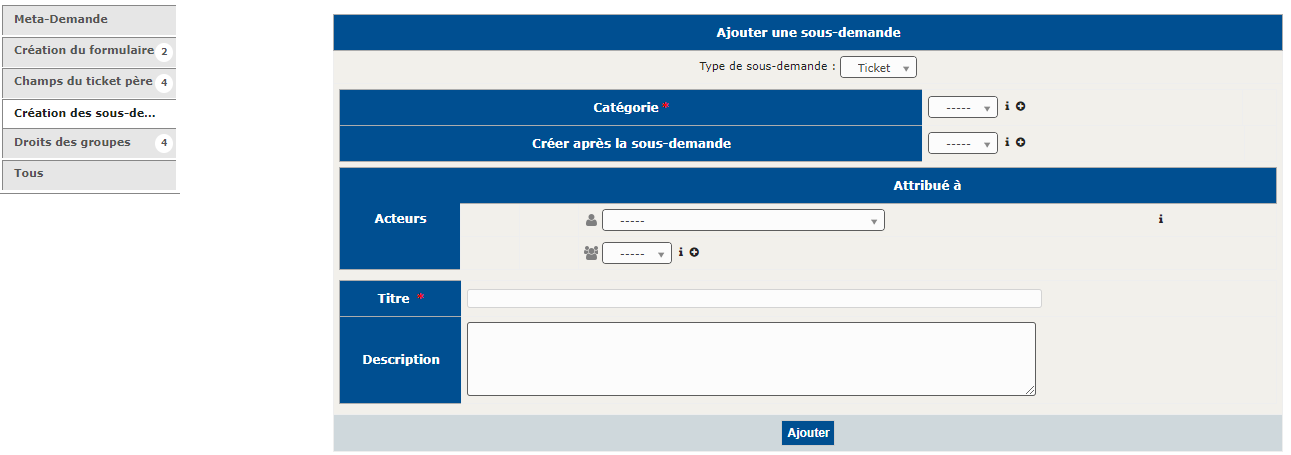 Meta-Demande
Création du formulaire 2
Champs du ticket père 4
Création des sous-de...
Droits des groupes 4
Tous
Ajouter une sous-demande
Type de sous-demande : Ticket
Catégorie * -----
Créer après la sous-demande -----
Attribué à
Acteurs
-----
-----
Titre *
Description
Ajouter